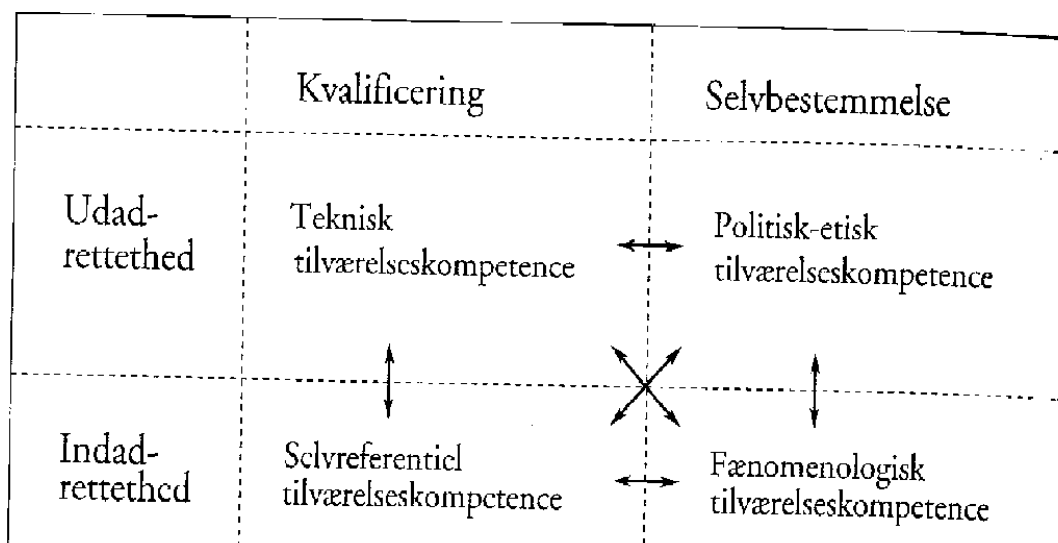 Kvalificering
Selvbestemmelse
Udad-
rettethed
Teknisk
tilværelseskompetence
Politisk-etisk
tilværelseskompetence
Indad-
rettethed
Selvreferentiel
tilværelseskompetence
Fænomenologisk
tilværelseskompetence